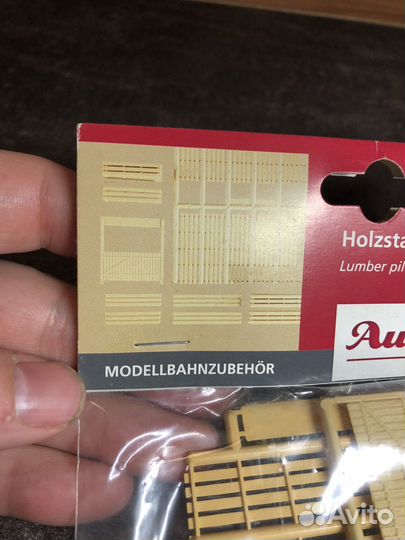 Holzsta
Lumber pil
Au
MODELLBAHNZUBEHÖR
Avito